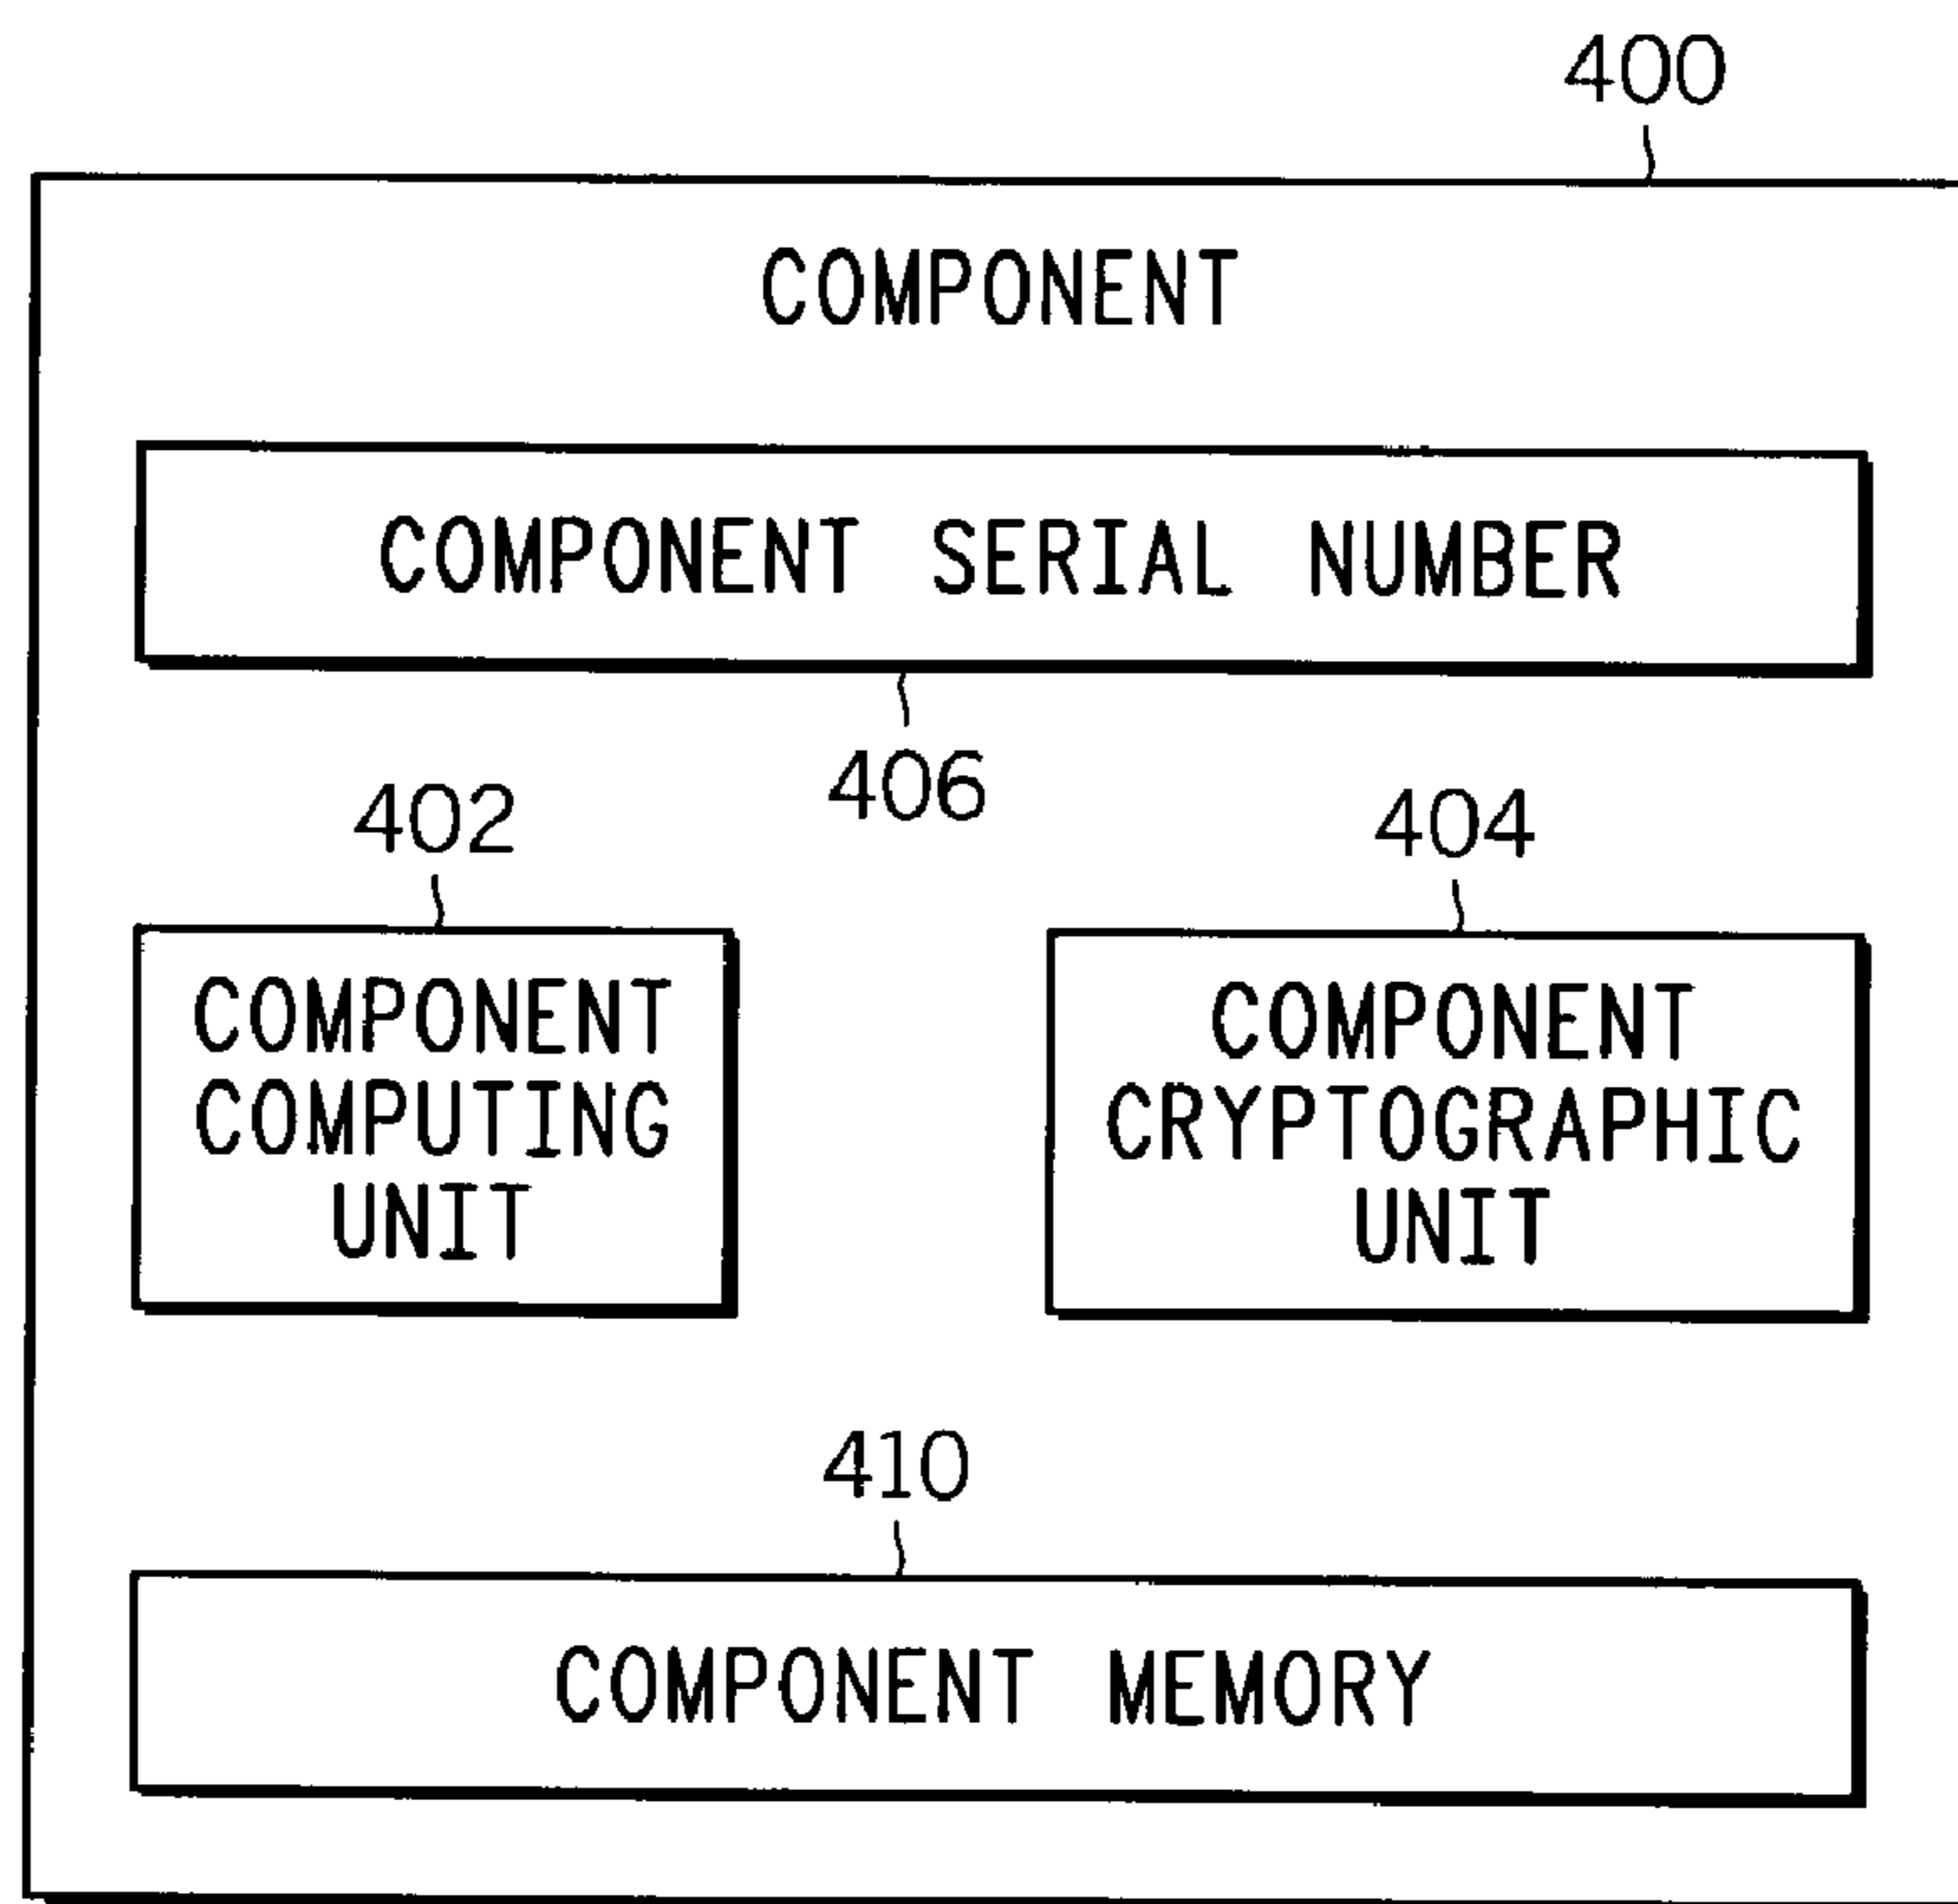 400
COMPONENT
COMPONENT SERIAL NUMBER
406
402
404
COMPONENT
COMPUTING
UNIT
COMPONENT
CRYPTOGRAPHIC
UNIT
410
COMPONENT MEMORY